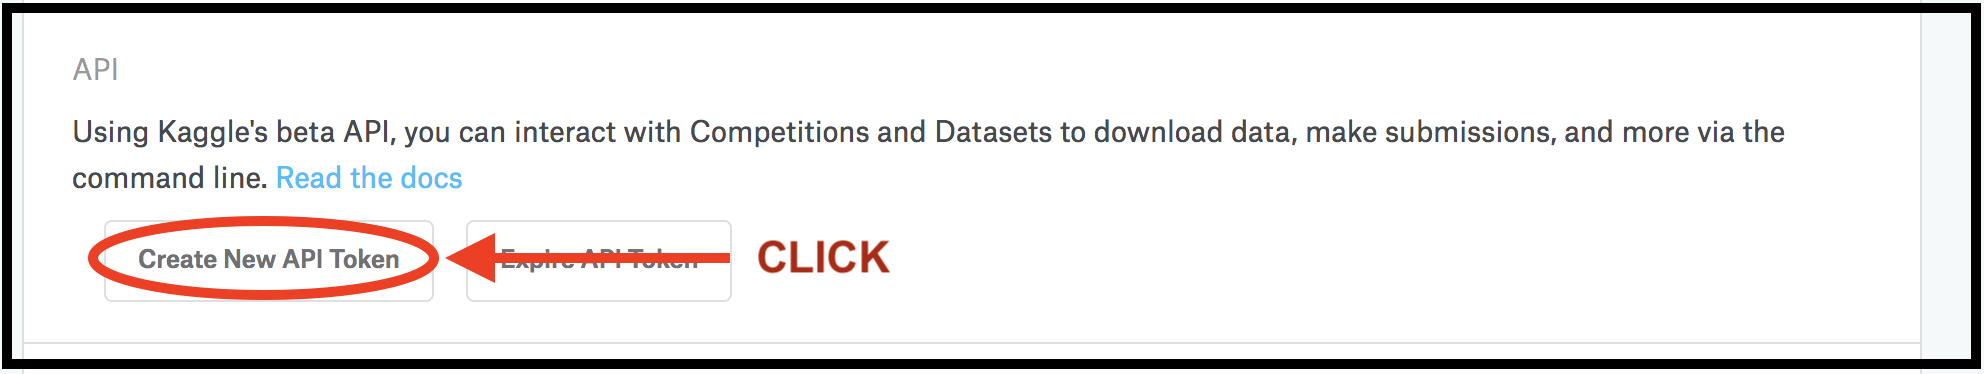 API
Using Kaggle's beta API, you can interact with Competitions and Datasets to download data, make submissions, and more via the
command line. Read the docs
Create New API Token Expire API Token CLICK